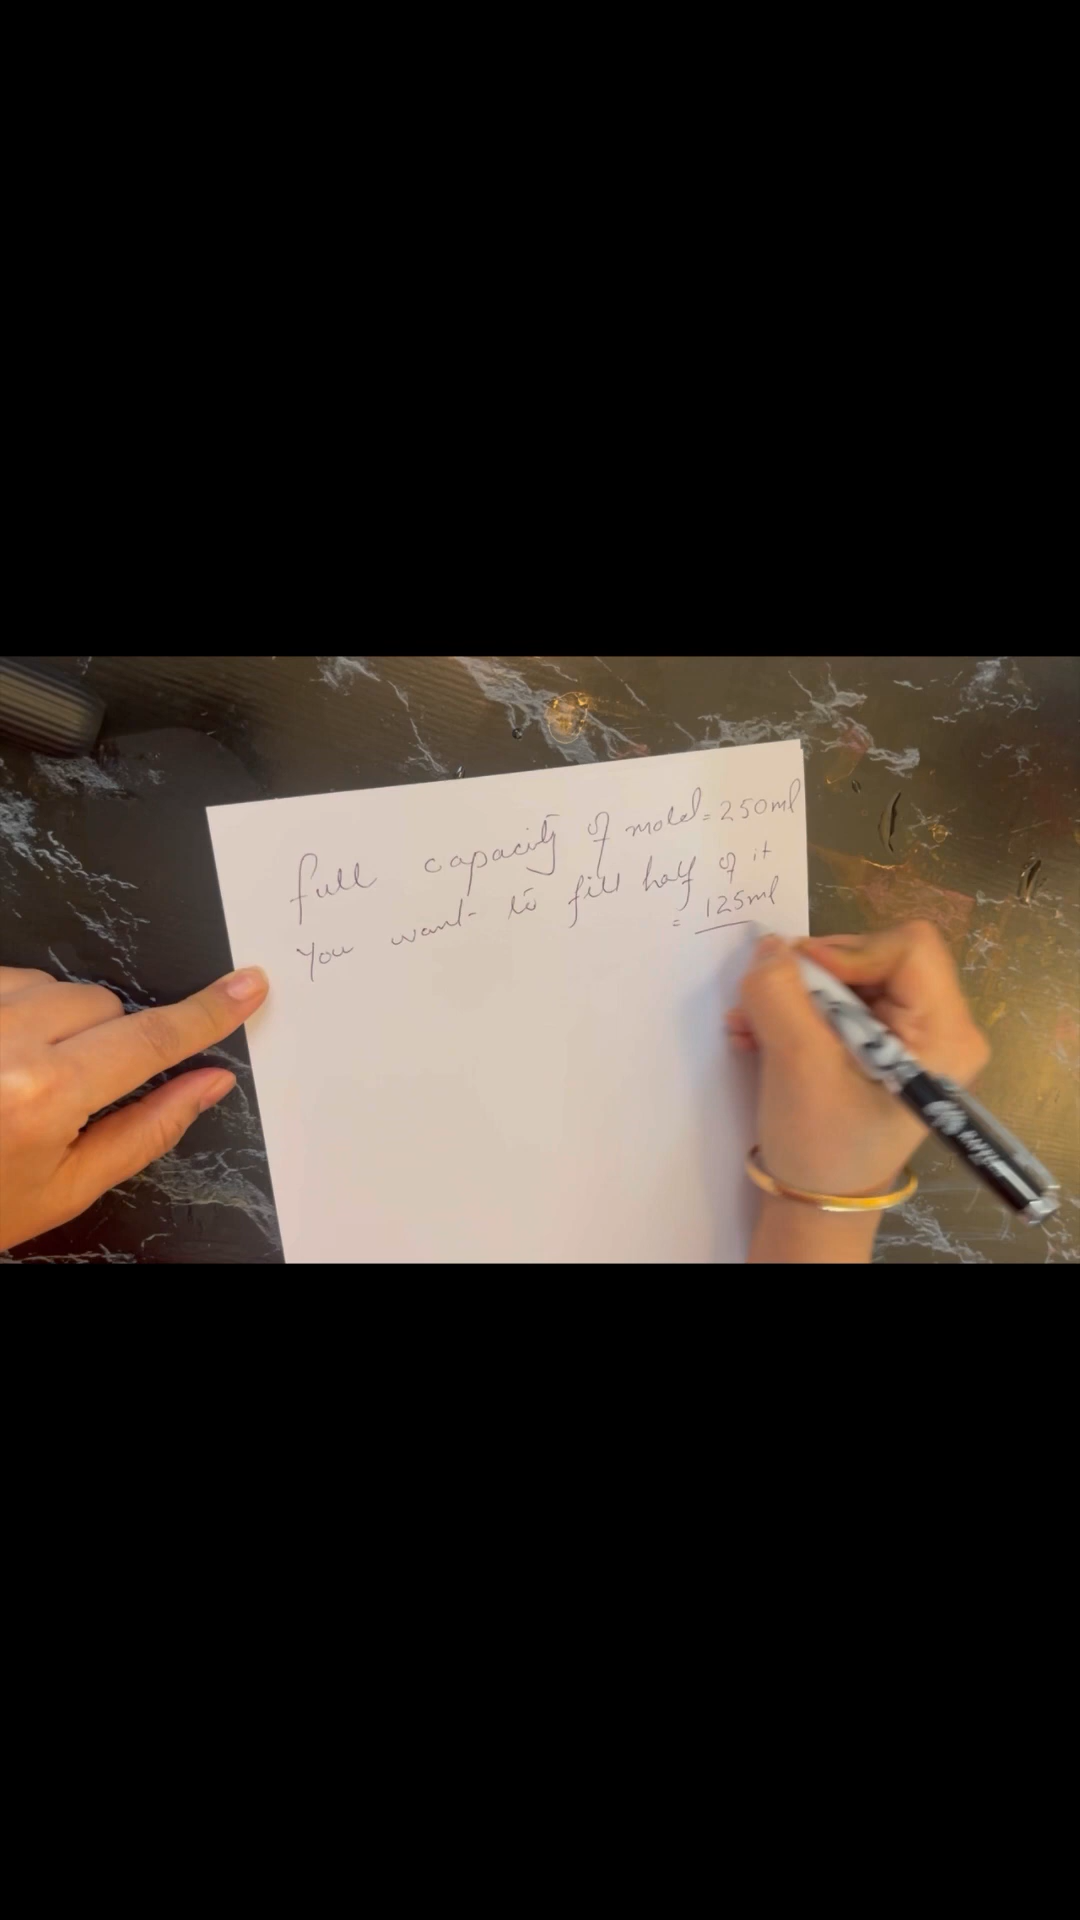 full capacity of mold = 250ml
You want to fill half of it
= 125ml